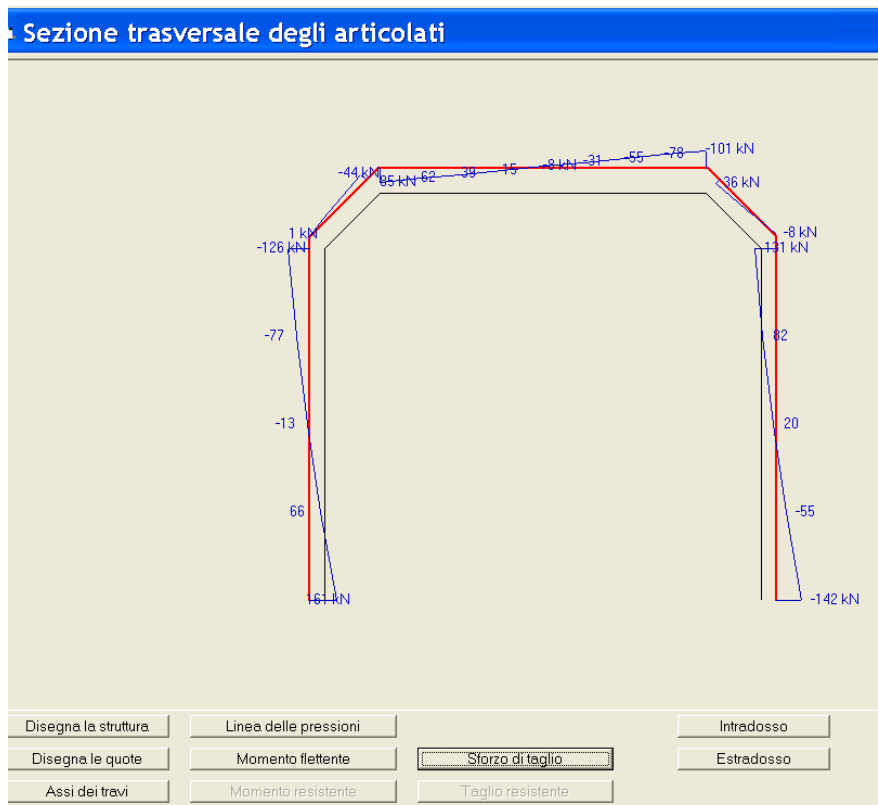 Sezione trasversale degli articolati
-101 kN
-44 kN
85 kN 62 39 15 -8 kN -31 -55 -78
-36 kN
1 kN
-8 kN
-126 kN
131 kN
-77
82
-13
20
66
-55
161 kN
-142 kN
Disegna la struttura
Linea delle pressioni
Intradosso
Disegna le quote
Momento flettente
Sforzo di taglio
Estradosso
Assi dei travi
Momento resistente
Taglio resistente